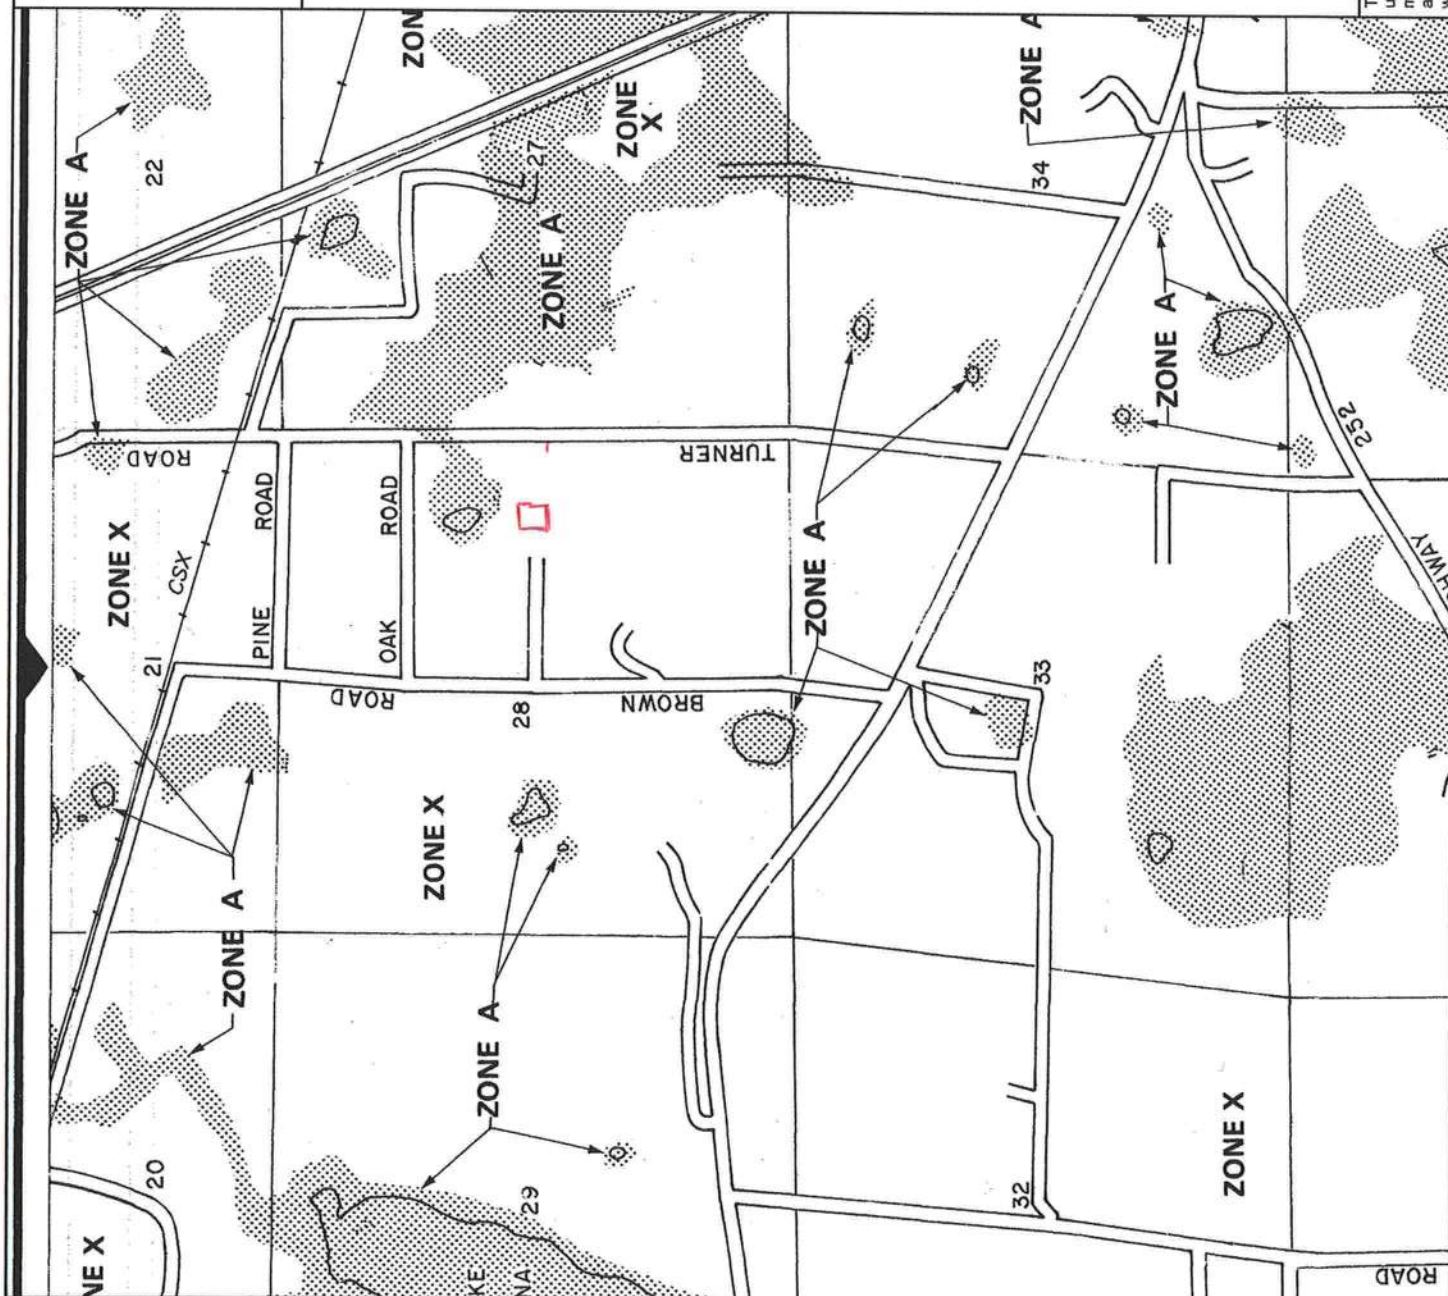 ZONE A
22
ZONE X
21
CSX
PINE ROAD
OAK ROAD
ROAD
TURNER
27
ZONE A
ZONE
X
34
ZONE A
ZONE A
252
ZONE A
ROAD
BROWN
28
33
ZONE X
ZONE A
ZONE A
20
29
32
ZONE X
ROAD